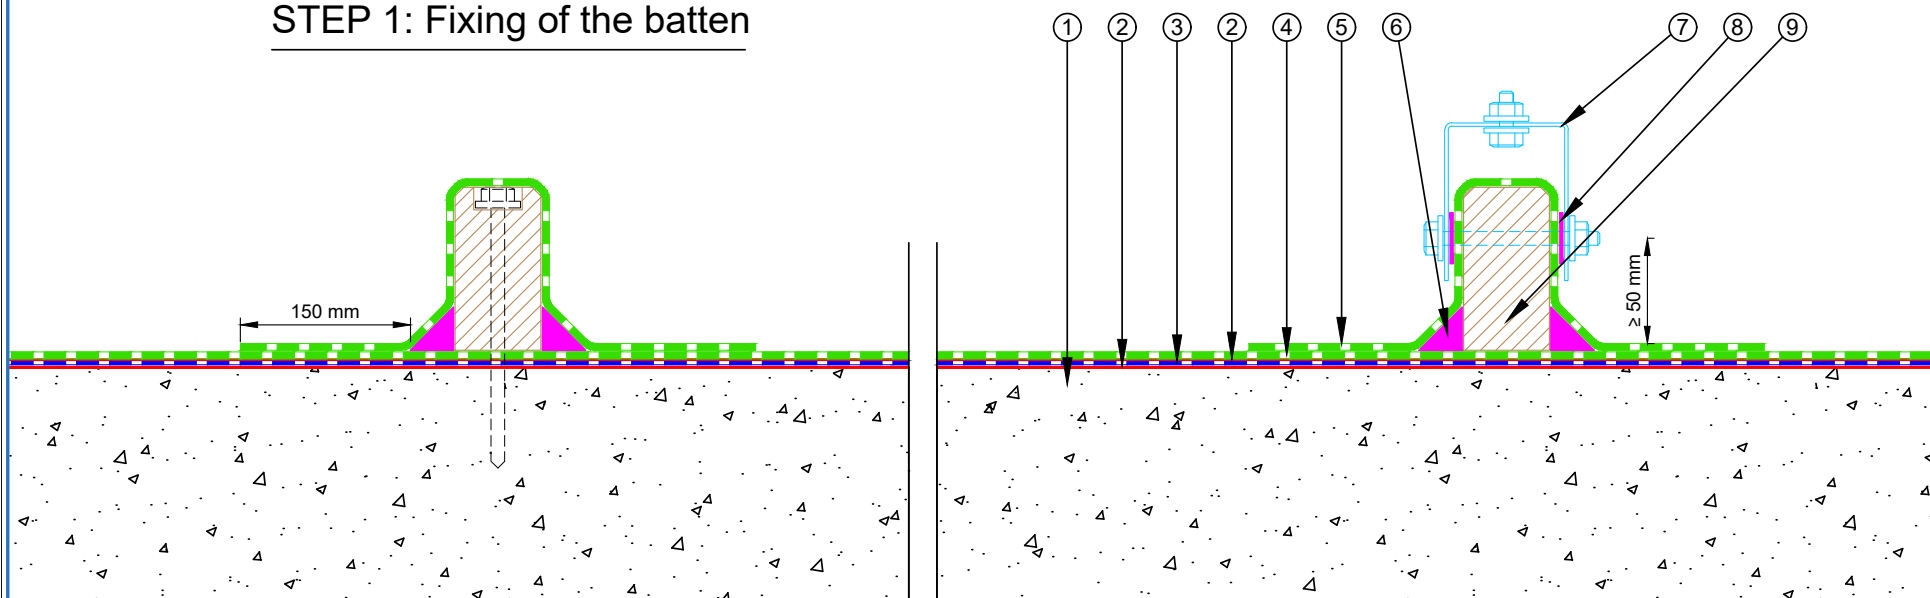 STEP 1: Fixing of the batten
1 2 3 2 4 5 6 7 8 9
150 mm
≥ 50 mm